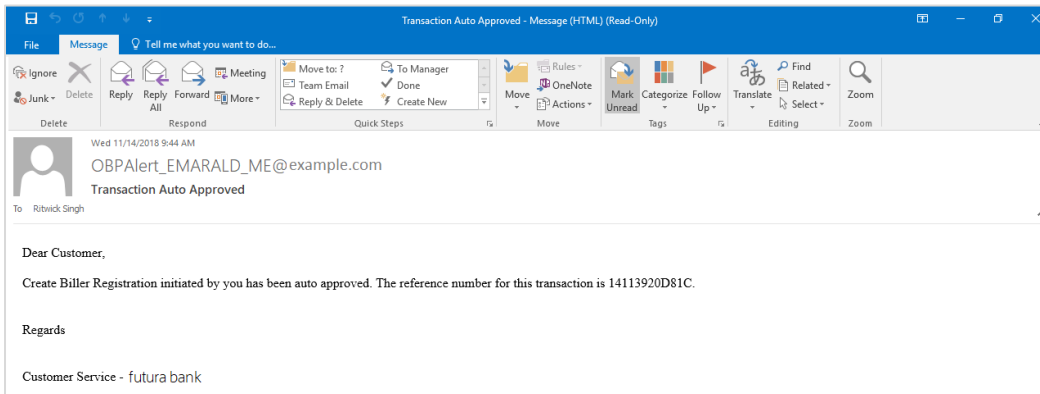 Transaction Auto Approved - Message (HTML) (Read-Only)
File Message Tell me what you want to do...
Ignore
Junk
Delete
Reply
Reply All
Forward
Meeting
More
Move to: ?
Team Email
Reply & Delete
To Manager
Done
Create New
Move
Rules
OneNote
Actions
Mark Unread
Categorize
Follow Up
Translate
Find
Related
Select
Zoom
Delete Respond Quick Steps Move Tags Editing Zoom
Wed 11/14/2018 9:44 AM
OBPAlert_EMARALD_ME@example.com
Transaction Auto Approved
To Ritwick Singh
Dear Customer,
Create Biller Registration initiated by you has been auto approved. The reference number for this transaction is 14113920D81C.
Regards
Customer Service - futura bank